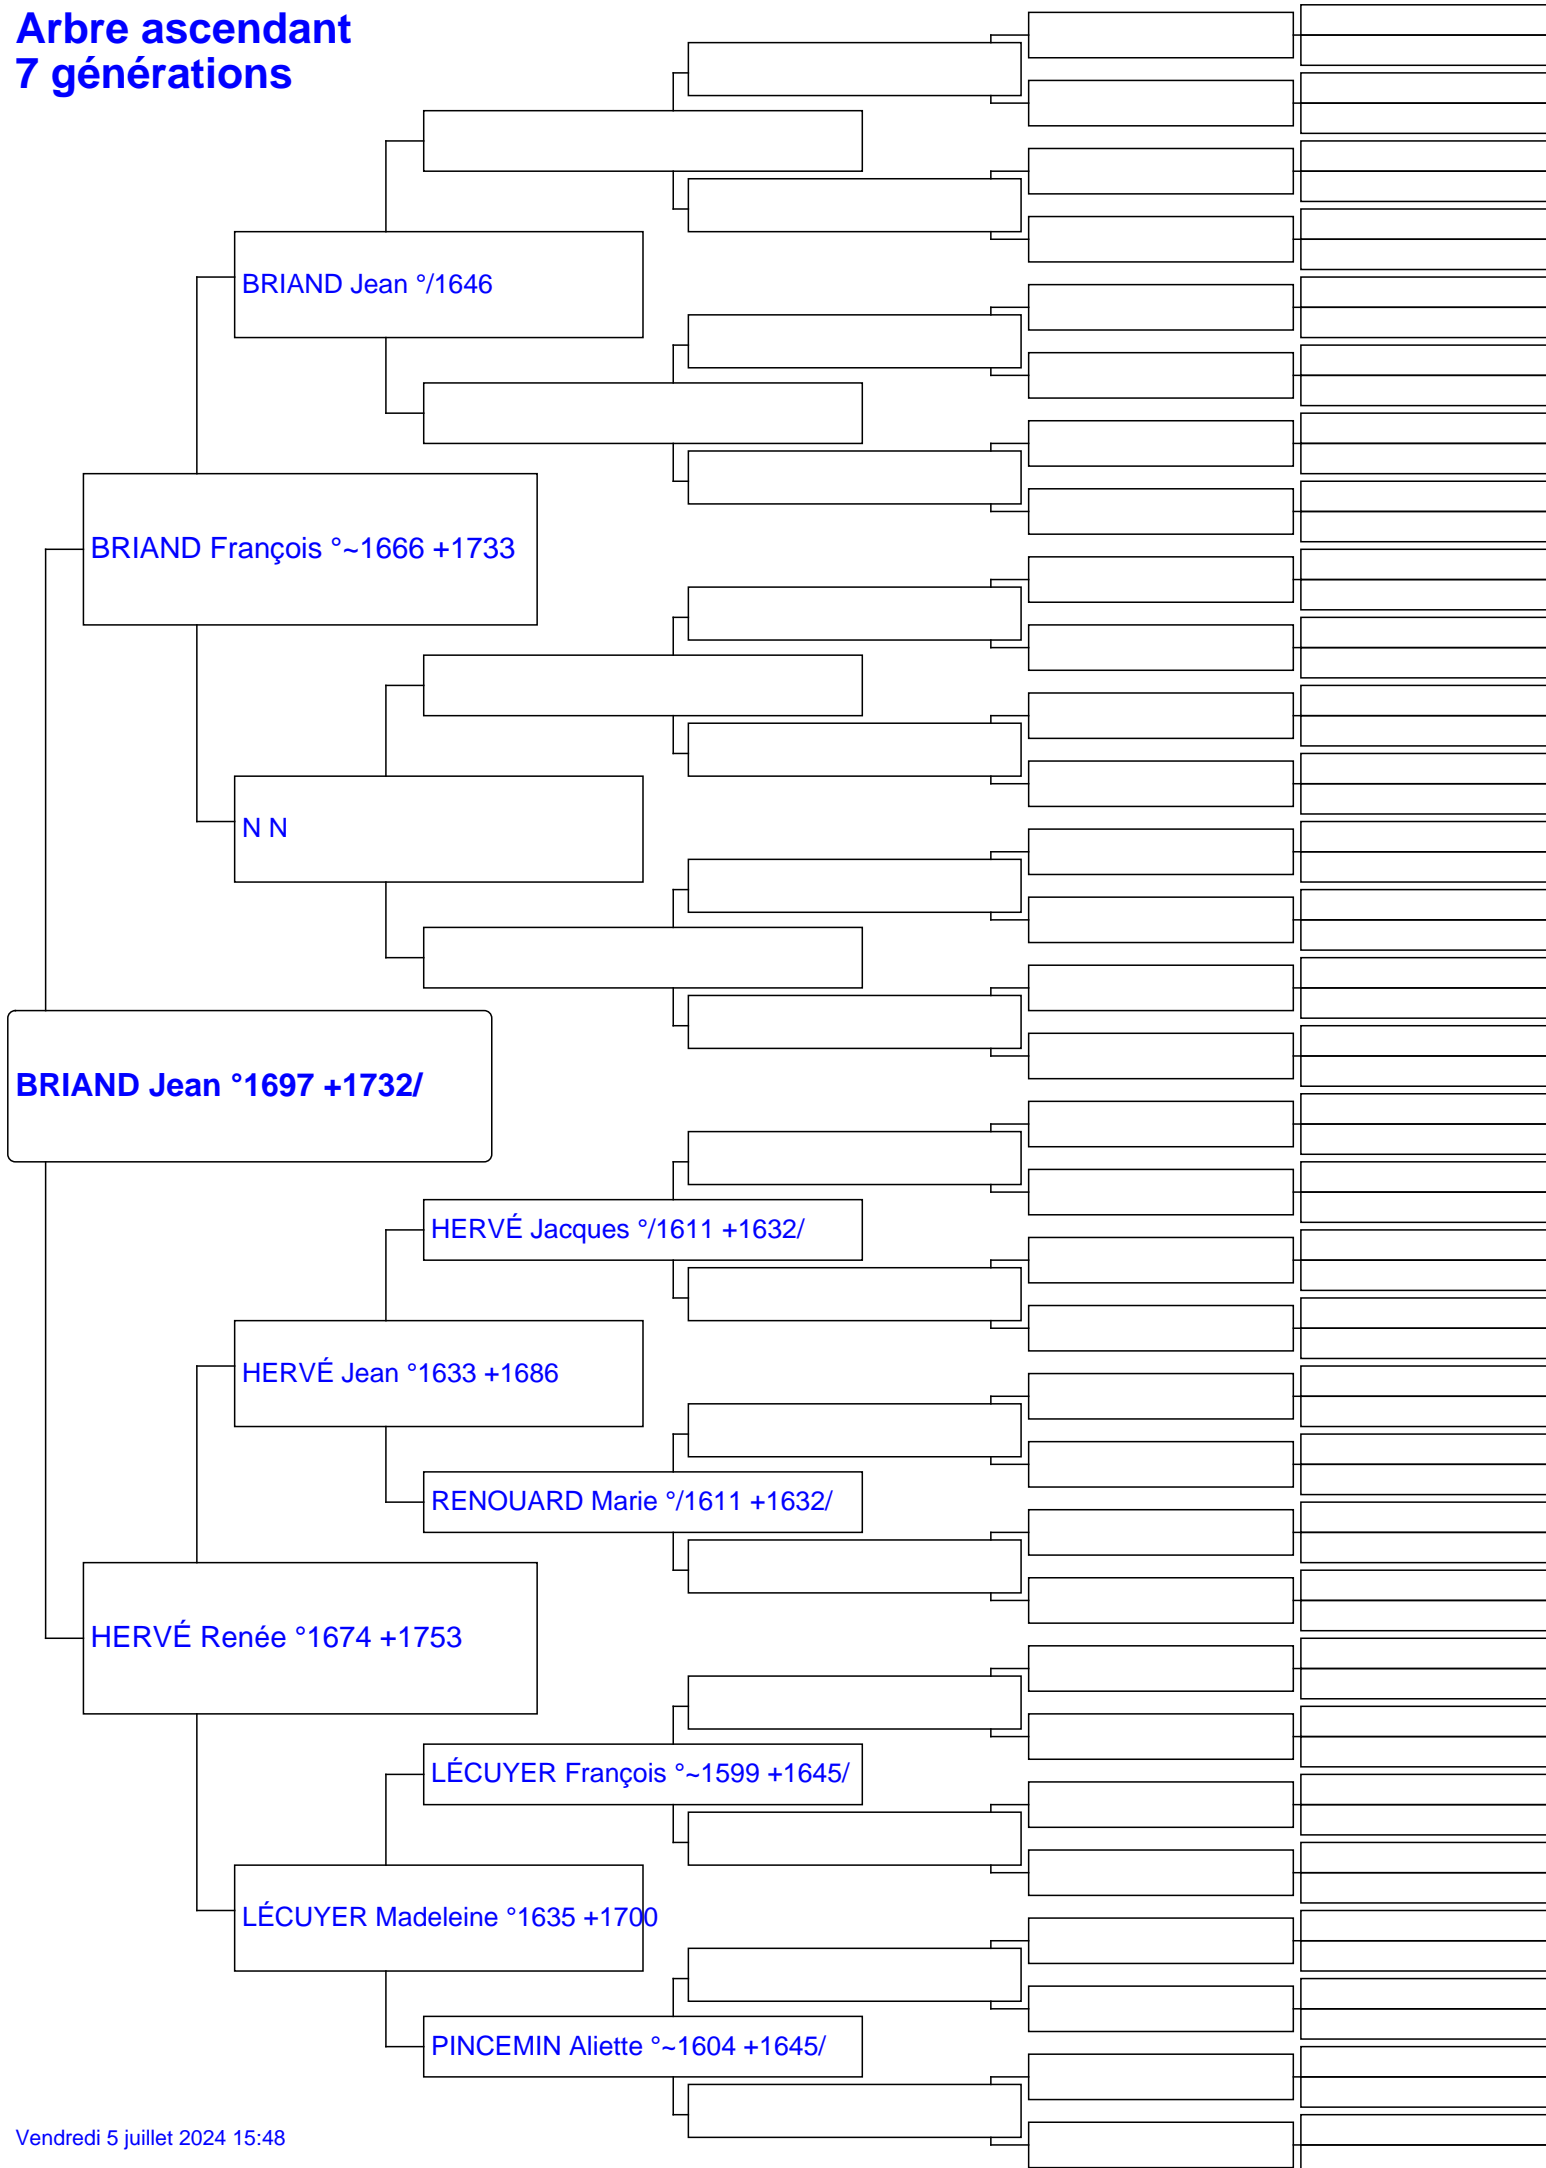 Arbre ascendant
7 générations
BRIAND Jean °/1646
BRIAND François °~1666 +1733
N N
BRIAND Jean °1697 +1732/
HERVÉ Jacques °/1611 +1632/
HERVÉ Jean °1633 +1686
RENOUARD Marie °/1611 +1632/
HERVÉ Renée °1674 +1753
LÉCUYER François °~1599 +1645/
LÉCUYER Madeleine °1635 +1700
PINCEMIN Aliette °~1604 +1645/
Vendredi 5 juillet 2024 15:48